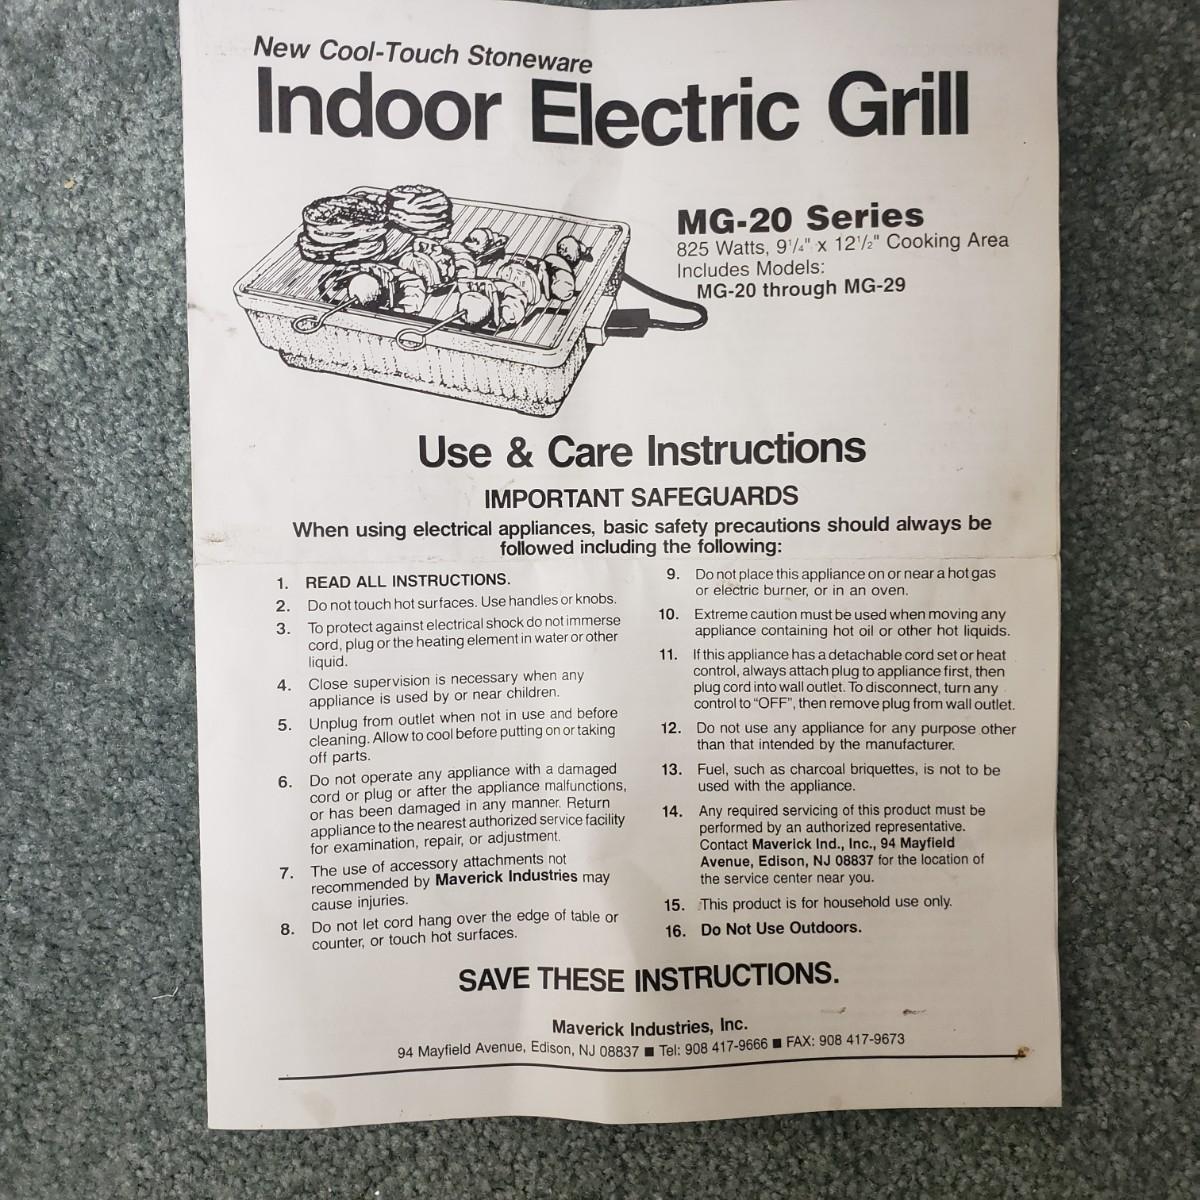 New Cool-Touch Stoneware
Indoor Electric Grill
MG-20 Series
825 Watts, 9¼" x 12½" Cooking Area
Includes Models:
MG-20 through MG-29
Use & Care Instructions
IMPORTANT SAFEGUARDS
When using electrical appliances, basic safety precautions should always be
followed including the following:
1. READ ALL INSTRUCTIONS.
2. Do not touch hot surfaces. Use handles or knobs.
3. To protect against electrical shock do not immerse
cord, plug or the heating element in water or other
liquid.
4. Close supervision is necessary when any
appliance is used by or near children.
5. Unplug from outlet when not in use and before
cleaning. Allow to cool before putting on or taking
off parts.
6. Do not operate any appliance with a damaged
cord or plug or after the appliance malfunctions,
or has been damaged in any manner. Return
appliance to the nearest authorized service facility
for examination, repair, or adjustment.
7. The use of accessory attachments not
recommended by Maverick Industries may
cause injuries.
8. Do not let cord hang over the edge of table or
counter, or touch hot surfaces.
9. Do not place this appliance on or near a hot gas
or electric burner, or in an oven.
10. Extreme caution must be used when moving any
appliance containing hot oil or other hot liquids.
11. If this appliance has a detachable cord set or heat
control, always attach plug to appliance first, then
plug cord into wall outlet. To disconnect, turn any
control to "OFF", then remove plug from wall outlet.
12. Do not use any appliance for any purpose other
than that intended by the manufacturer.
13. Fuel, such as charcoal briquettes, is not to be
used with the appliance.
14. Any required servicing of this product must be
performed by an authorized representative.
Contact Maverick Ind., Inc., 94 Mayfield
Avenue, Edison, NJ 08837 for the location of
the service center near you.
15. This product is for household use only.
16. Do Not Use Outdoors.
SAVE THESE INSTRUCTIONS.
Maverick Industries, Inc.
94 Mayfield Avenue, Edison, NJ 08837 ■ Tel: 908 417-9666 ■ FAX: 908 417-9673